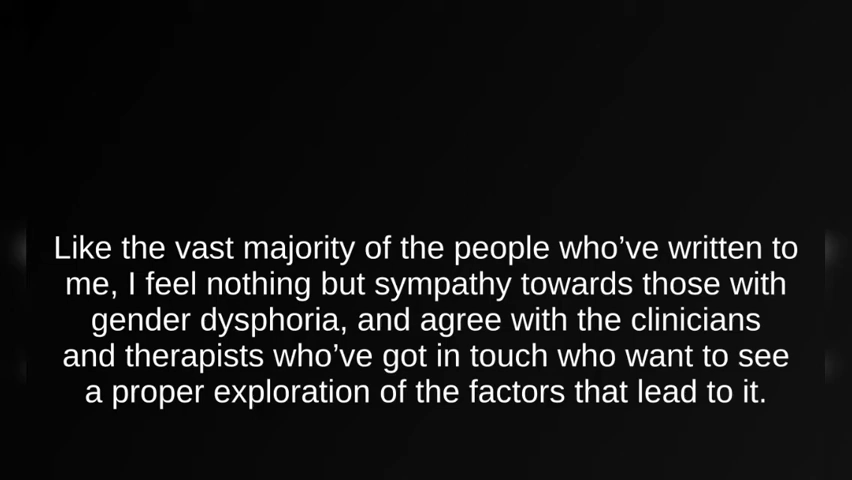 Like the vast majority of the people who’ve written to
me, I feel nothing but sympathy towards those with
gender dysphoria, and agree with the clinicians
and therapists who’ve got in touch who want to see
a proper exploration of the factors that lead to it.